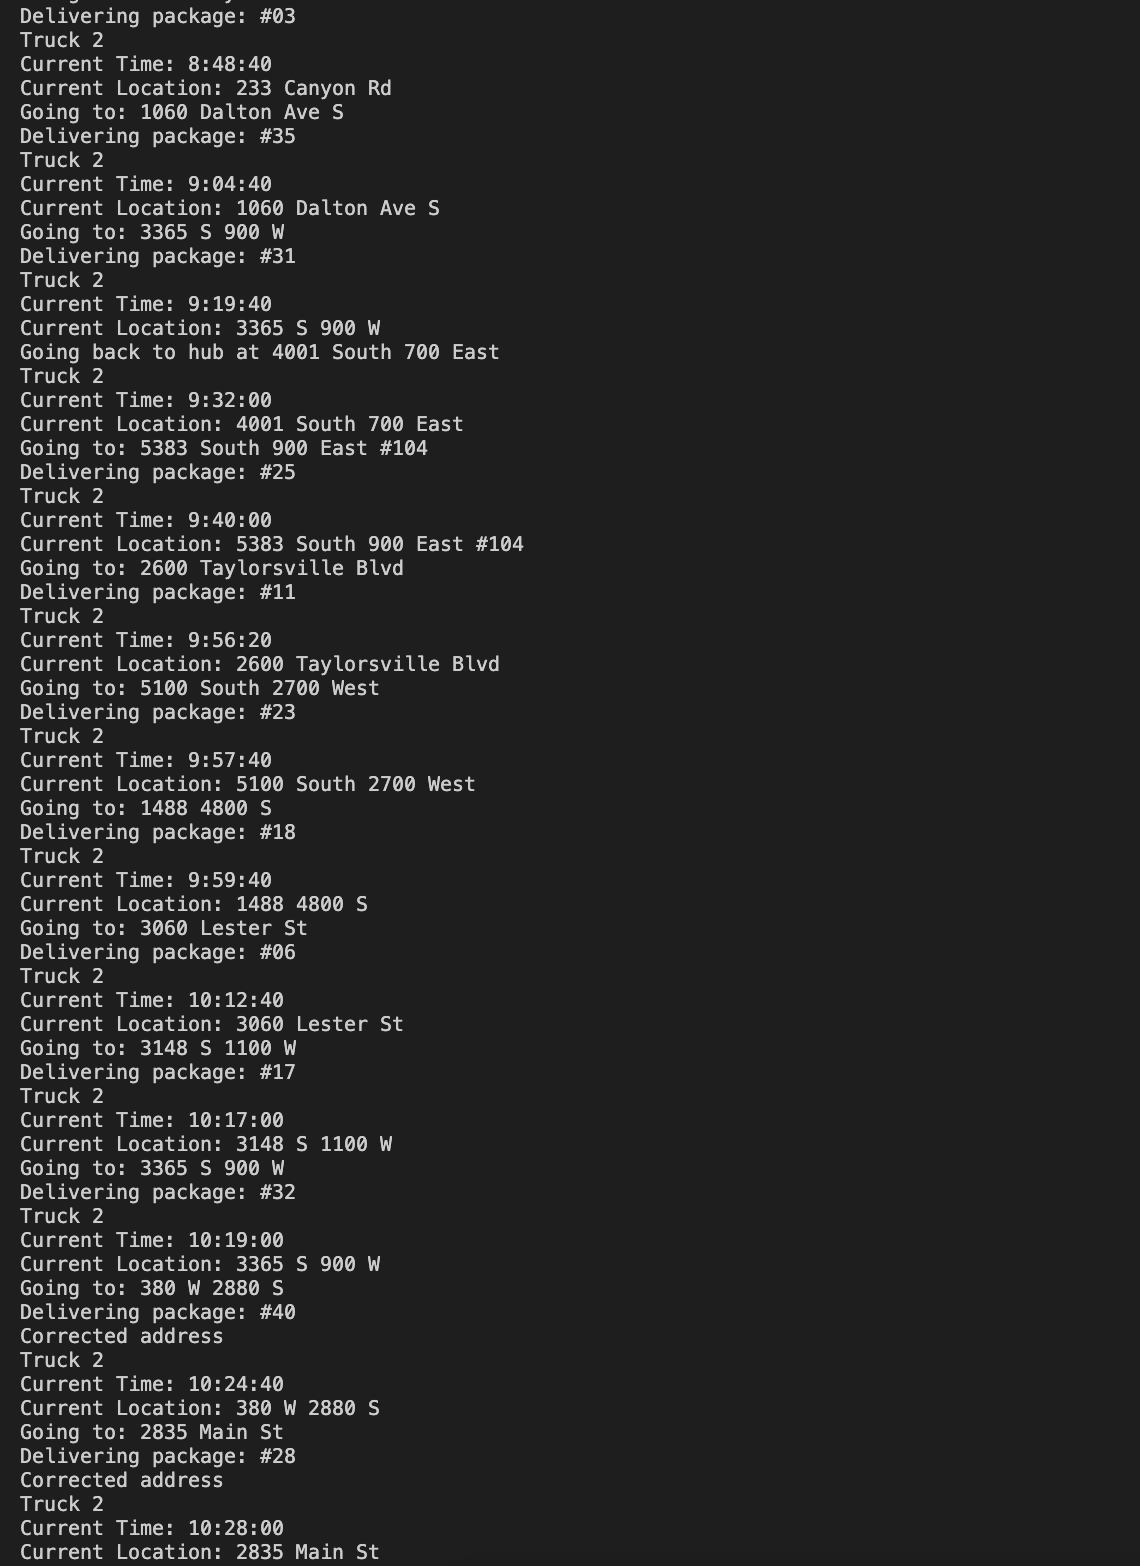 Delivering package: #03
Truck 2
Current Time: 8:48:40
Current Location: 233 Canyon Rd
Going to: 1060 Dalton Ave S
Delivering package: #35
Truck 2
Current Time: 9:04:40
Current Location: 1060 Dalton Ave S
Going to: 3365 S 900 W
Delivering package: #31
Truck 2
Current Time: 9:19:40
Current Location: 3365 S 900 W
Going back to hub at 4001 South 700 East
Truck 2
Current Time: 9:32:00
Current Location: 4001 South 700 East
Going to: 5383 South 900 East #104
Delivering package: #25
Truck 2
Current Time: 9:40:00
Current Location: 5383 South 900 East #104
Going to: 2600 Taylorsville Blvd
Delivering package: #11
Truck 2
Current Time: 9:56:20
Current Location: 2600 Taylorsville Blvd
Going to: 5100 South 2700 West
Delivering package: #23
Truck 2
Current Time: 9:57:40
Current Location: 5100 South 2700 West
Going to: 1488 4800 S
Delivering package: #18
Truck 2
Current Time: 9:59:40
Current Location: 1488 4800 S
Going to: 3060 Lester St
Delivering package: #06
Truck 2
Current Time: 10:12:40
Current Location: 3060 Lester St
Going to: 3148 S 1100 W
Delivering package: #17
Truck 2
Current Time: 10:17:00
Current Location: 3148 S 1100 W
Going to: 3365 S 900 W
Delivering package: #32
Truck 2
Current Time: 10:19:00
Current Location: 3365 S 900 W
Going to: 380 W 2880 S
Delivering package: #40
Corrected address
Truck 2
Current Time: 10:24:40
Current Location: 380 W 2880 S
Going to: 2835 Main St
Delivering package: #28
Corrected address
Truck 2
Current Time: 10:28:00
Current Location: 2835 Main St